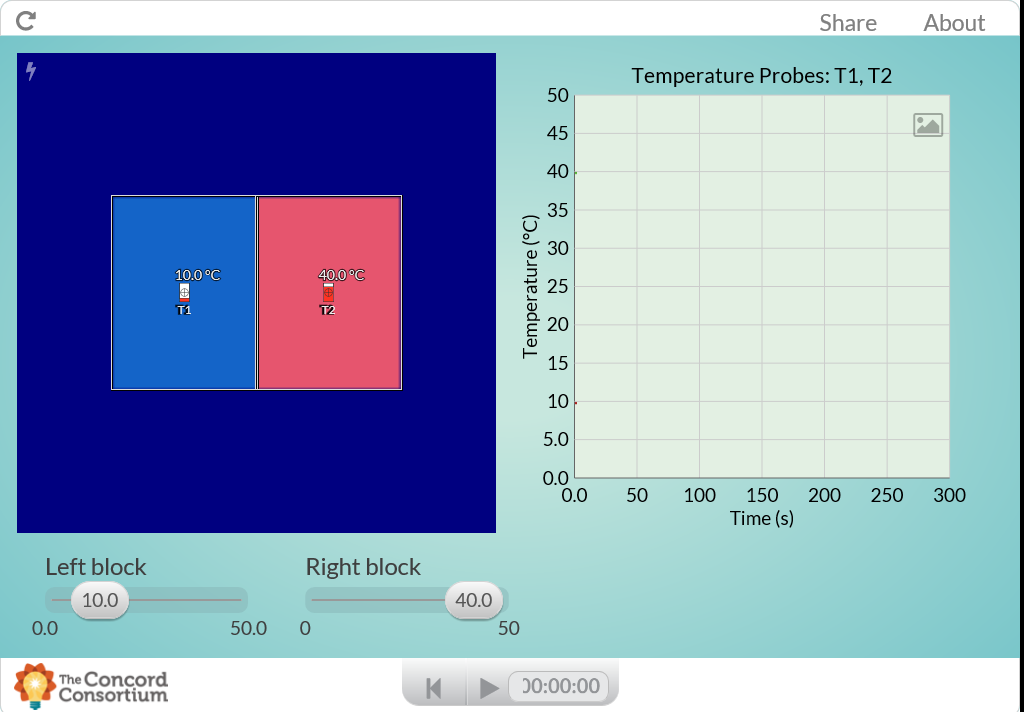 Share About
Temperature Probes: T1, T2
50
45
40
35
30
25
20
15
10
5.0
0.0
Temperature (°C)
0.0 50 100 150 200 250 300
Time (s)
10.0 °C
T1
40.0 °C
T2
Left block
10.0
0.0 50.0
Right block
40.0
0 50
The Concord
Consortium
00:00:00